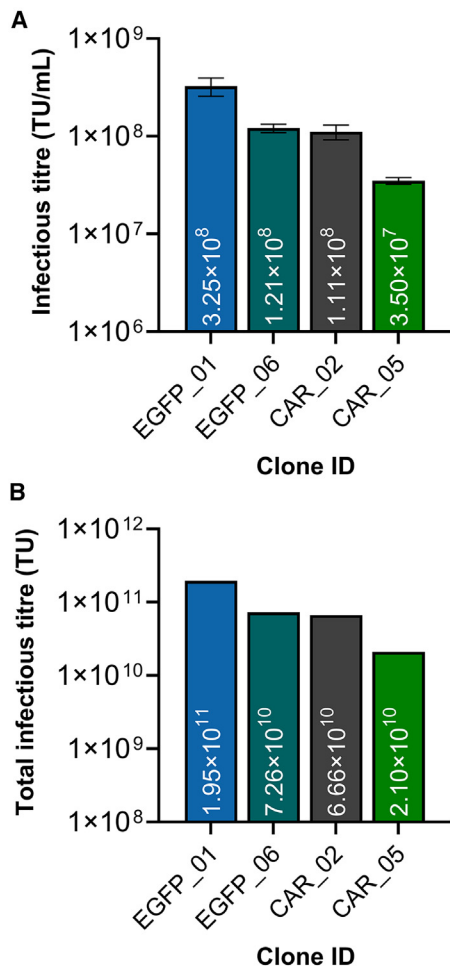 A
Infectious titre (TU/mL)
1×10⁹
1×10⁸
1×10⁷
1×10⁶
3.25×10⁸
1.21×10⁸
1.11×10⁸
3.50×10⁷
EGFP_01
EGFP_06
CAR_02
CAR_05
Clone ID
B
Total infectious titre (TU)
1×10¹²
1×10¹¹
1×10¹⁰
1×10⁹
1×10⁸
1.95×10¹¹
7.26×10¹⁰
6.66×10¹⁰
2.10×10¹⁰
EGFP_01
EGFP_06
CAR_02
CAR_05
Clone ID